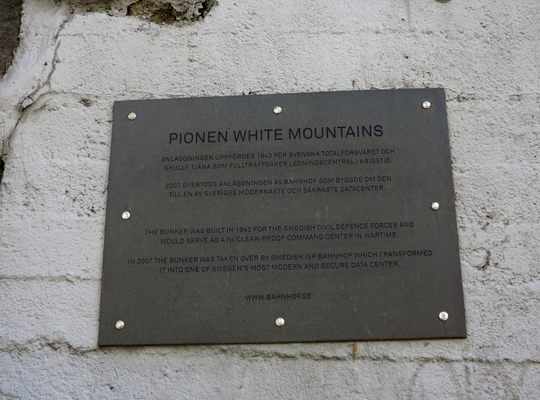 PIONEN WHITE MOUNTAINS
ANLÄGGNINGEN UPPFÖRDES 1943 FÖR SVENSKA TOTALFÖRSVARET OCH
SKULLE TJÄNA SOM FULLTRÄFFSÄKER LEDNINGSCENTRAL I KRIGSTID.
2007 ÖVERTOGS ANLÄGGNINGEN AV BAHNHOF SOM BYGGDE OM DEN
TILL EN AV SVERIGES MODERNASTE OCH SÄKRASTE DATACENTER.
THE BUNKER WAS BUILT IN 1943 FOR THE SWEDISH CIVIL DEFENCE FORCES AND
WOULD SERVE AS A NUCLEAR-PROOF COMMAND CENTER IN WARTIME.
IN 2007 THE BUNKER WAS TAKEN OVER BY SWEDISH ISP BAHNHOF WHICH TRANSFORMED
IT INTO ONE OF SWEDEN'S MOST MODERN AND SECURE DATA CENTER.
WWW.BAHNHOF.SE